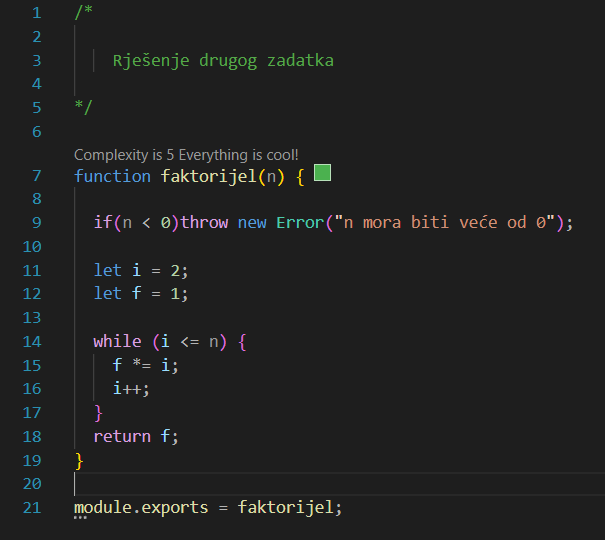 1 /*
2
3 Rješenje drugog zadatka
4
5 */
6
Complexity is 5 Everything is cool!
7 function faktorijel(n) {
8
9 if(n < 0)throw new Error("n mora biti veće od 0");
10
11 let i = 2;
12 let f = 1;
13
14 while (i <= n) {
15 f *= i;
16 i++;
17 }
18 return f;
19 }
20
21 module.exports = faktorijel;